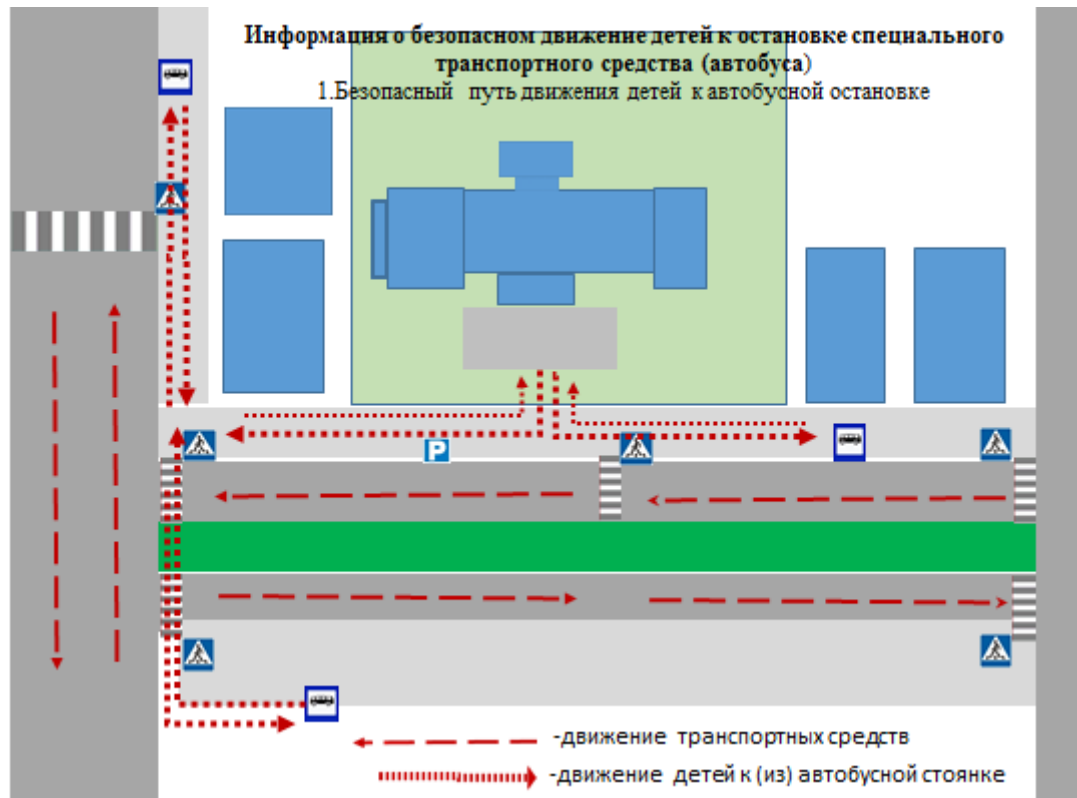 Информация о безопасном движение детей к остановке специального
транспортного средства (автобуса)
1.Безопасный путь движения детей к автобусной остановке
P
-движение транспортных средств
-движение детей к (из) автобусной стоянке